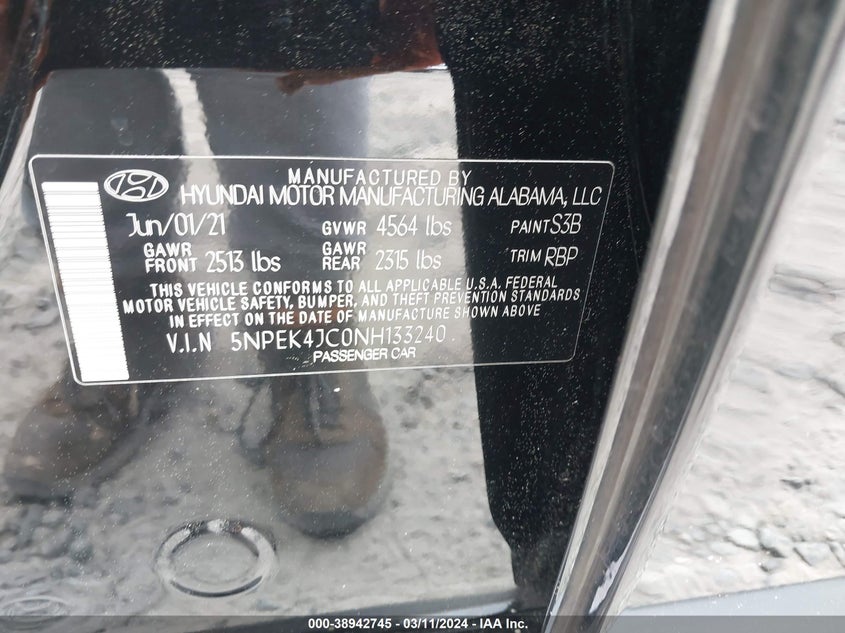 MANUFACTURED BY
HYUNDAI MOTOR MANUFACTURING ALABAMA, LLC
Jun/01/21 GVWR 4564 lbs PAINT S3B
GAWR FRONT 2513 lbs GAWR REAR 2315 lbs TRIM RBP
THIS VEHICLE CONFORMS TO ALL APPLICABLE U.S.A. FEDERAL
MOTOR VEHICLE SAFETY, BUMPER, AND THEFT PREVENTION STANDARDS
IN EFFECT ON THE DATE OF MANUFACTURE SHOWN ABOVE
V.I.N 5NPEK4JC0NH133240
PASSENGER CAR
000-38942745 - 03/11/2024 - IAA Inc.